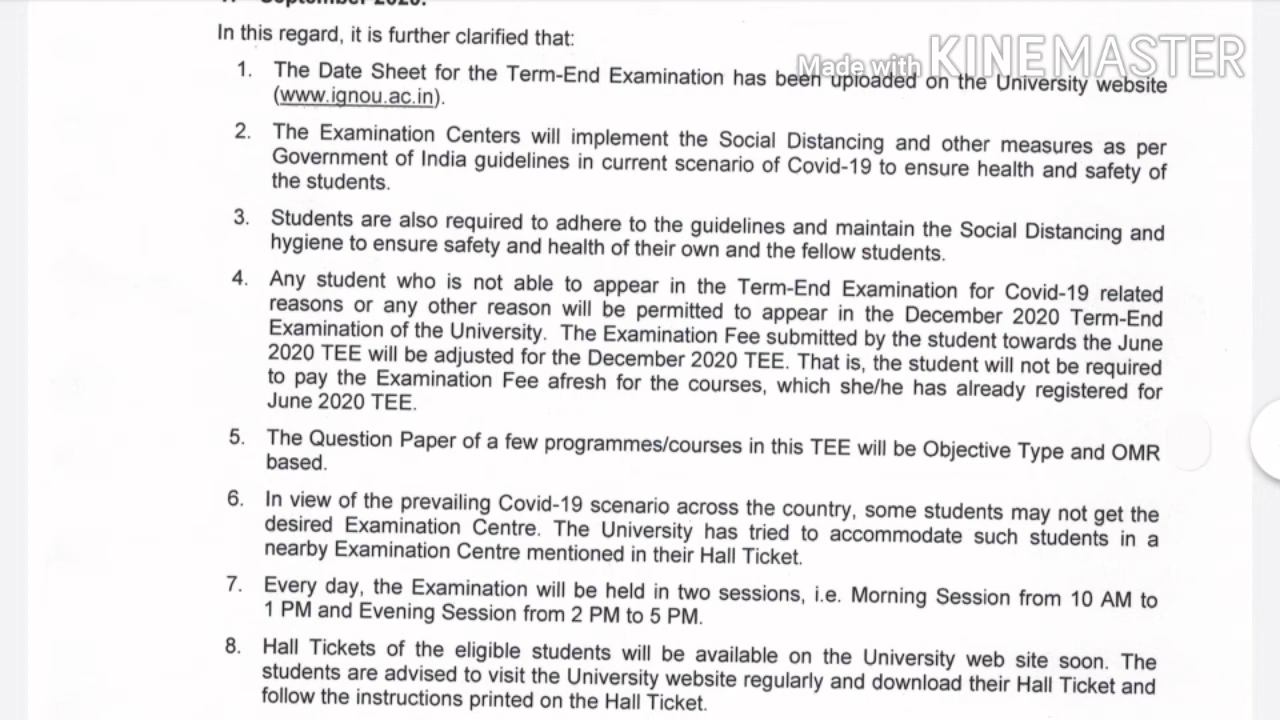 September 2020.
In this regard, it is further clarified that:
Made with KINEMASTER
1. The Date Sheet for the Term-End Examination has been uploaded on the University website
(www.ignou.ac.in).
2. The Examination Centers will implement the Social Distancing and other measures as per
Government of India guidelines in current scenario of Covid-19 to ensure health and safety of
the students.
3. Students are also required to adhere to the guidelines and maintain the Social Distancing and
hygiene to ensure safety and health of their own and the fellow students.
4. Any student who is not able to appear in the Term-End Examination for Covid-19 related
reasons or any other reason will be permitted to appear in the December 2020 Term-End
Examination of the University. The Examination Fee submitted by the student towards the June
2020 TEE will be adjusted for the December 2020 TEE. That is, the student will not be required
to pay the Examination Fee afresh for the courses, which she/he has already registered for
June 2020 TEE.
5. The Question Paper of a few programmes/courses in this TEE will be Objective Type and OMR
based.
6. In view of the prevailing Covid-19 scenario across the country, some students may not get the
desired Examination Centre. The University has tried to accommodate such students in a
nearby Examination Centre mentioned in their Hall Ticket.
7. Every day, the Examination will be held in two sessions, i.e. Morning Session from 10 AM to
1 PM and Evening Session from 2 PM to 5 PM.
8. Hall Tickets of the eligible students will be available on the University web site soon. The
students are advised to visit the University website regularly and download their Hall Ticket and
follow the instructions printed on the Hall Ticket.